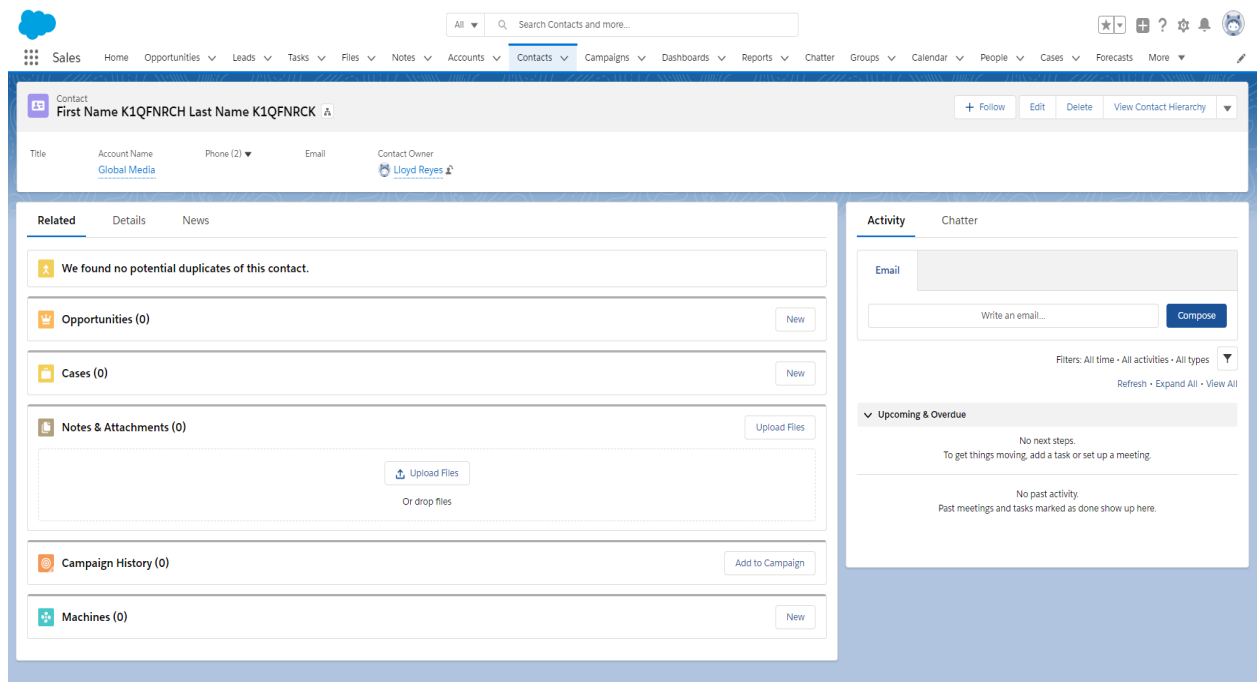 All
Search Contacts and more...
Sales
Home
Opportunities
Leads
Tasks
Files
Notes
Accounts
Contacts
Campaigns
Dashboards
Reports
Chatter
Groups
Calendar
People
Cases
Forecasts
More
Contact
First Name K1QFNRCH Last Name K1QFNRCK
+ Follow
Edit
Delete
View Contact Hierarchy
Title
Account Name
Phone (2)
Email
Contact Owner
Global Media
Lloyd Reyes
Related
Details
News
We found no potential duplicates of this contact.
Opportunities (0)
New
Cases (0)
New
Notes & Attachments (0)
Upload Files
Upload Files
Or drop files
Campaign History (0)
Add to Campaign
Machines (0)
New
Activity
Chatter
Email
Write an email...
Compose
Filters: All time • All activities • All types
Refresh • Expand All • View All
Upcoming & Overdue
No next steps.
To get things moving, add a task or set up a meeting.
No past activity.
Past meetings and tasks marked as done show up here.